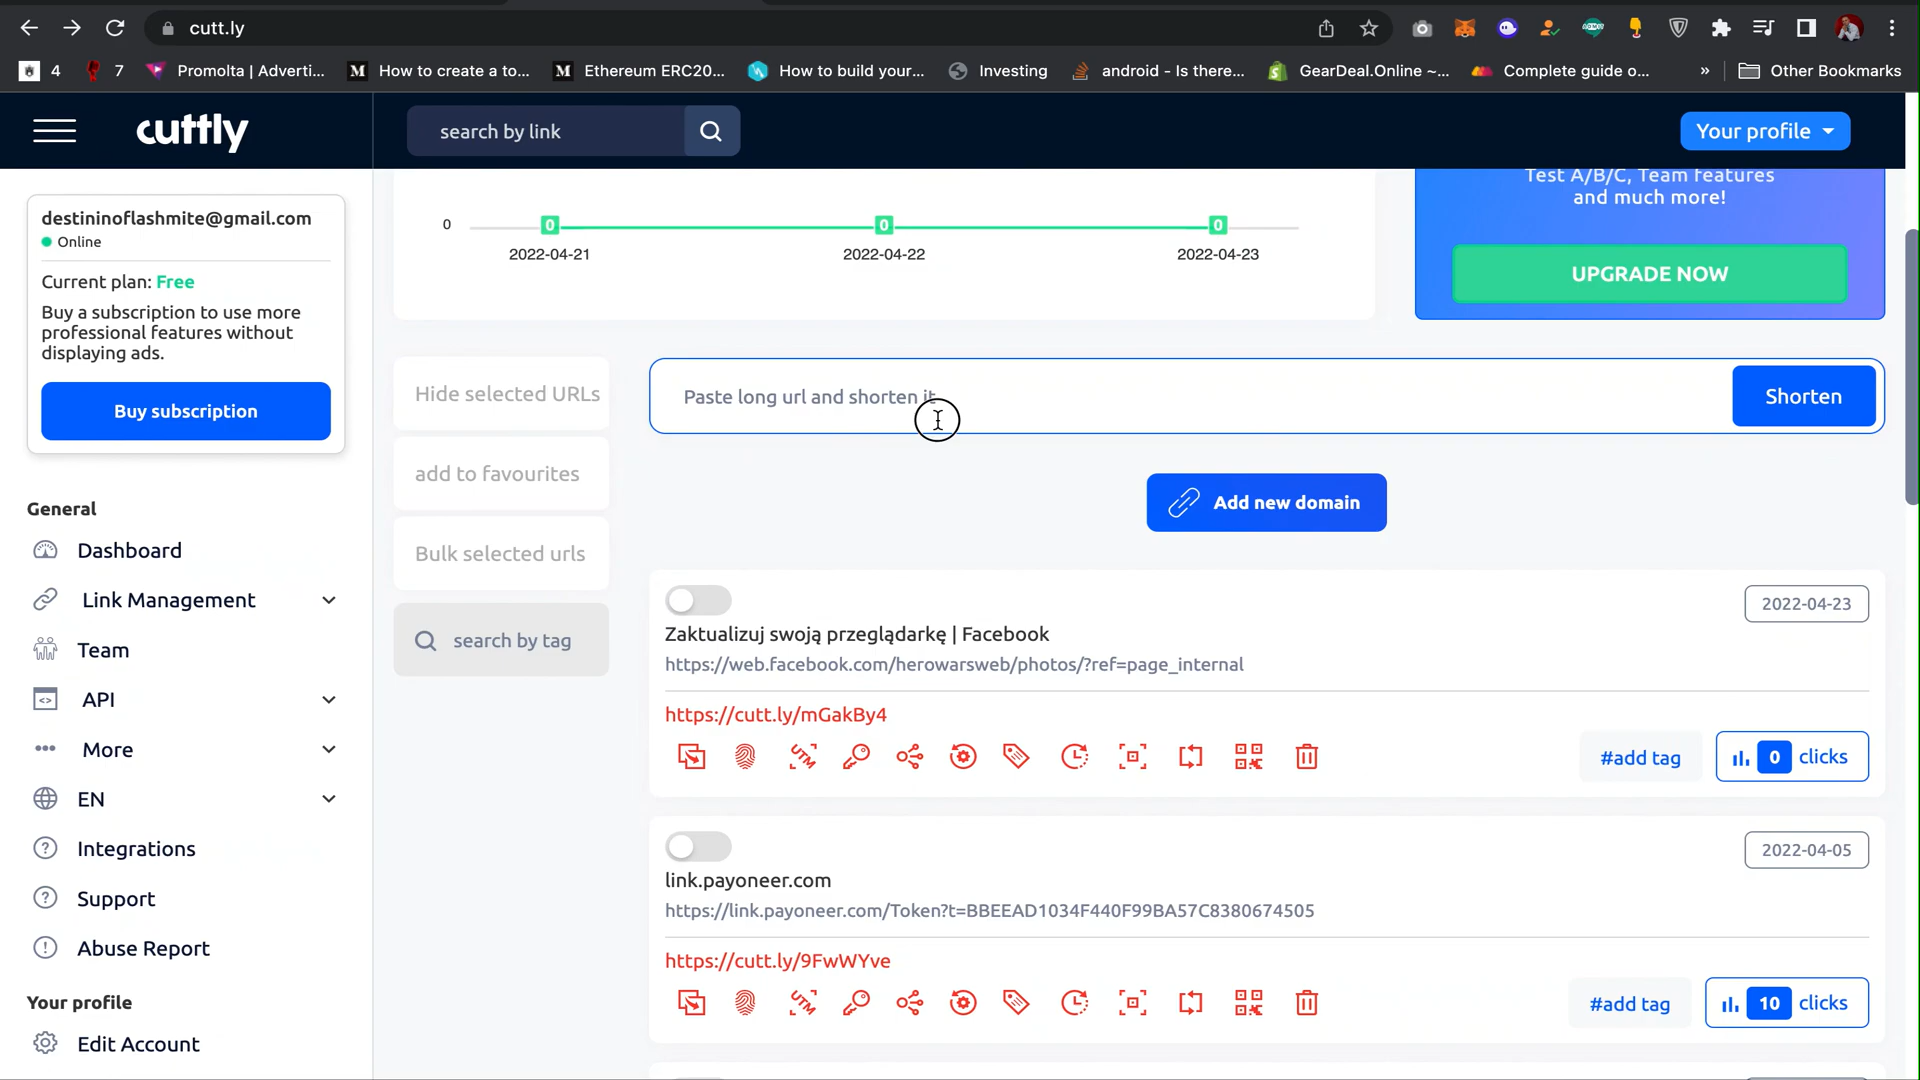 cutt.ly
4
7
Promolta | Adverti...
How to create a to...
Ethereum ERC20...
How to build your...
Investing
android - Is there...
GearDeal.Online ~...
Complete guide o...
»
Other Bookmarks
cuttly
search by link
Your profile
destininoflashmite@gmail.com
Online
Current plan: Free
Buy a subscription to use more
professional features without
displaying ads.
Buy subscription
General
Dashboard
Link Management
Team
API
More
EN
Integrations
Support
Abuse Report
Your profile
Edit Account
0
0
0
0
2022-04-21
2022-04-22
2022-04-23
Test A/B/C, Team features
and much more!
UPGRADE NOW
Hide selected URLs
add to favourites
Bulk selected urls
search by tag
Paste long url and shorten it
Shorten
Add new domain
2022-04-23
Zaktualizuj swoją przeglądarkę | Facebook
https://web.facebook.com/herowarsweb/photos/?ref=page_internal
https://cutt.ly/mGakBy4
UTM
#add tag
0 clicks
2022-04-05
link.payoneer.com
https://link.payoneer.com/Token?t=BBEEAD1034F440F99BA57C8380674505
https://cutt.ly/9FwWYve
UTM
#add tag
10 clicks